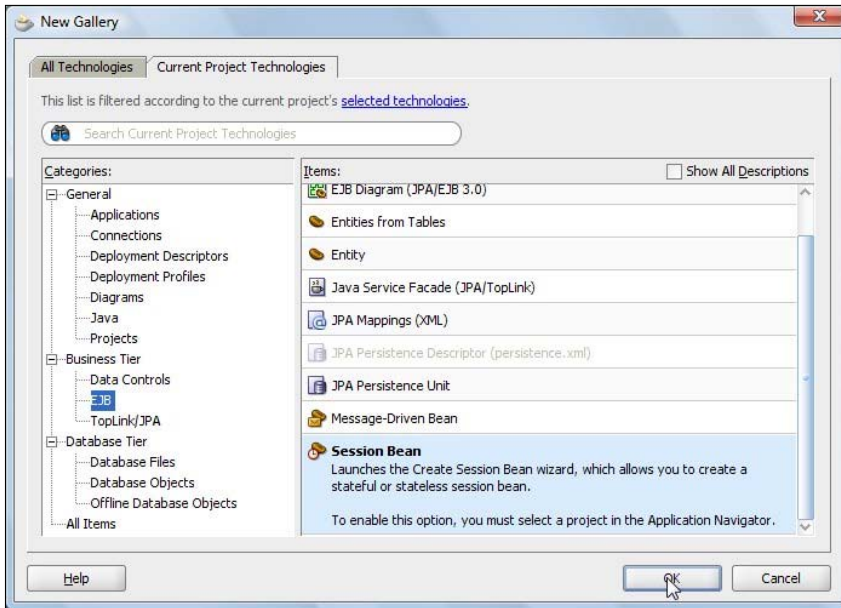 New Gallery
All Technologies
Current Project Technologies
This list is filtered according to the current project's selected technologies.
Search Current Project Technologies
Categories:
General
Applications
Connections
Deployment Descriptors
Deployment Profiles
Diagrams
Java
Projects
Business Tier
Data Controls
EJB
TopLink/JPA
Database Tier
Database Files
Database Objects
Offline Database Objects
All Items
Items:
Show All Descriptions
EJB Diagram (JPA/EJB 3.0)
Entities from Tables
Entity
Java Service Facade (JPA/TopLink)
JPA Mappings (XML)
JPA Persistence Descriptor (persistence.xml)
JPA Persistence Unit
Message-Driven Bean
Session Bean
Launches the Create Session Bean wizard, which allows you to create a
stateful or stateless session bean.
To enable this option, you must select a project in the Application Navigator.
Help
OK
Cancel